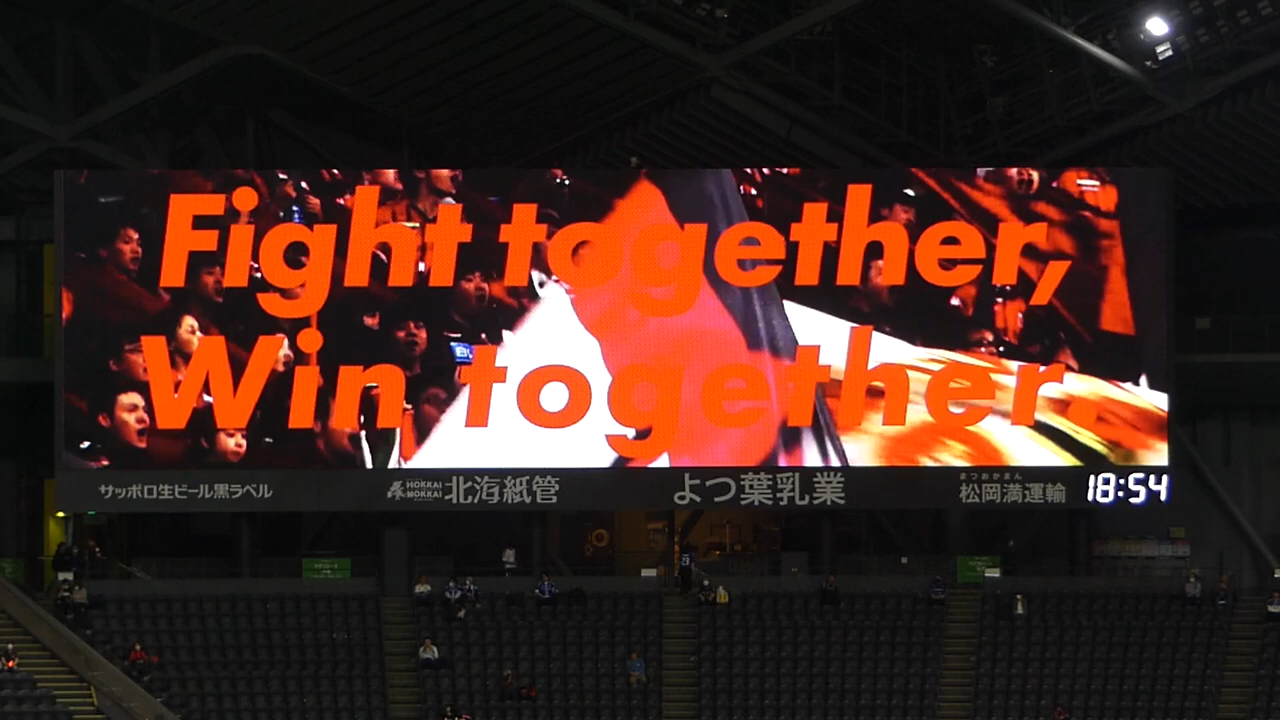 Fight together,
Win together.
サッポロ生ビール黒ラベル
HOKKAI
HOKKAI
北海紙管
よつ葉乳業
まつおかまん
松岡満運輸
18:54